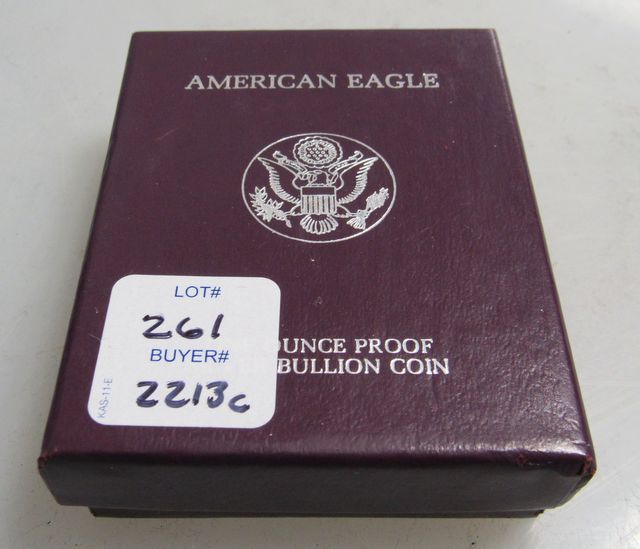 AMERICAN EAGLE
OUNCE PROOF
BULLION COIN
LOT#
261
BUYER#
2213c
KAS-11-E